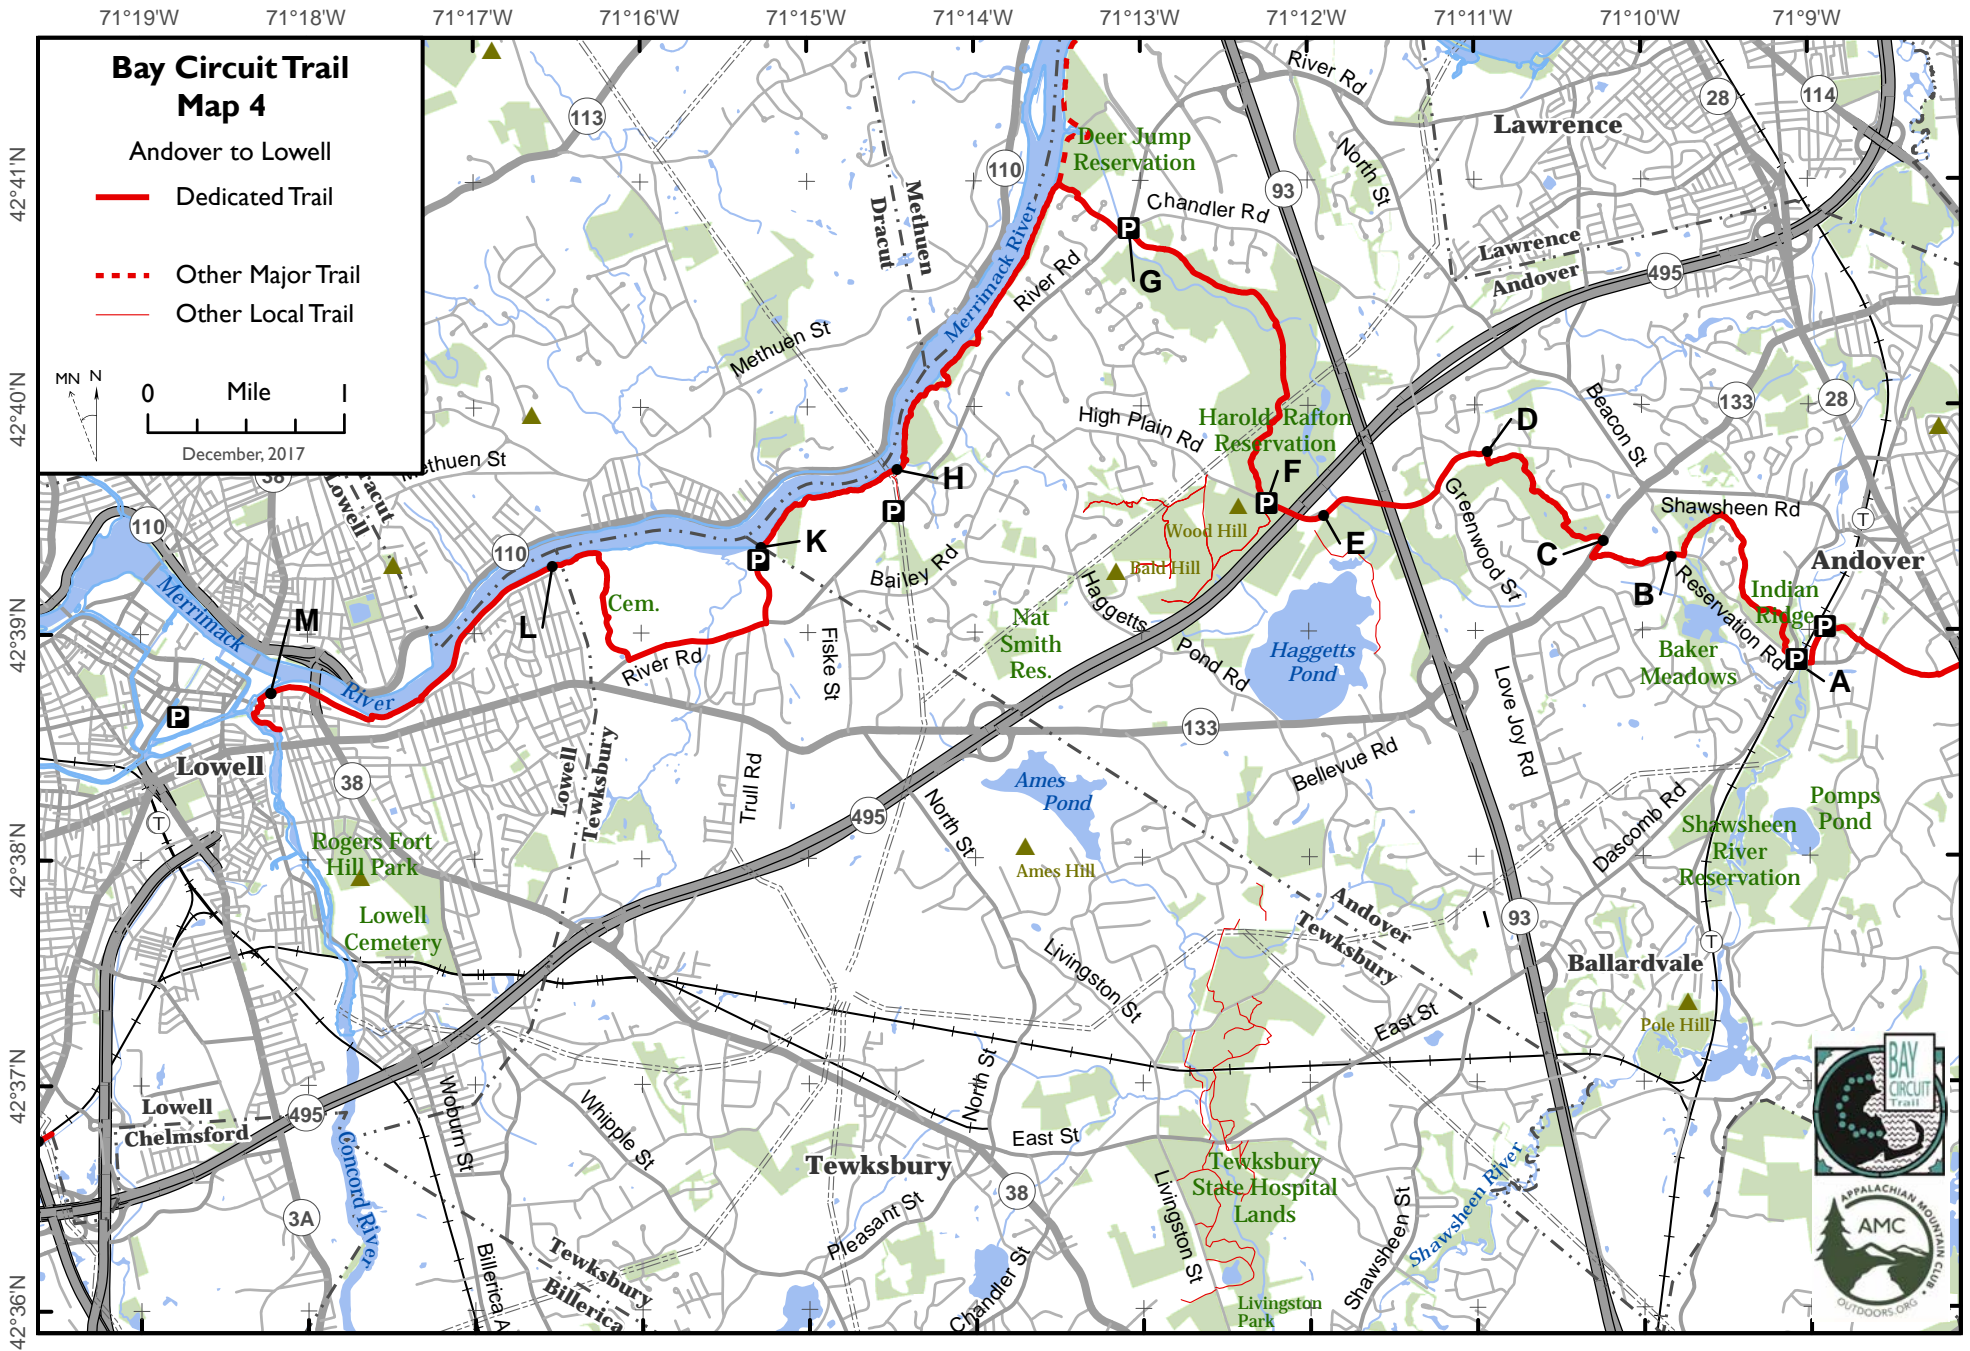 71°19'W
71°18'W
71°17'W
71°16'W
71°15'W
71°14'W
71°13'W
71°12'W
71°11'W
71°10'W
71°9'W
Bay Circuit Trail
Map 4
Andover to Lowell
Dedicated Trail
Other Major Trail
Other Local Trail
MN N
0 Mile 1
December, 2017
42°41'N
42°40'N
42°39'N
42°38'N
42°37'N
42°36'N
113
110
Methuen
Dracut
Merrimack River
Methuen St
Deer Jump
Reservation
River Rd
North St
Lawrence
28
114
93
Chandler Rd
P
G
River Rd
Lawrence
Andover
495
High Plain Rd
Harold Rafton
Reservation
Beacon St
133
28
D
F
P
H
P
ethuen St
38
Dracut
Lowell
110
110
K
P
Bailey Rd
Wood Hill
Bald Hill
E
Greenwood St
C
B
Shawsheen Rd
T
Andover
Indian
Ridge
P
P
A
Reservation Rd
Baker
Meadows
Merrimack
River
M
P
Lowell
L
Cem.
River Rd
Fiske St
Nat
Smith
Res.
Haggetts
Pond Rd
Haggetts
Pond
133
Love Joy Rd
Bellevue Rd
38
Lowell
Tewksbury
Trull Rd
495
North St
Ames
Pond
Ames Hill
T
Rogers Fort
Hill Park
Lowell
Cemetery
Dascomb Rd
Shawsheen
River
Reservation
Pomps
Pond
Andover
Tewksbury
93
T
Ballardvale
Livingston St
East St
Pole Hill
Lowell
Chelmsford
495
Concord River
Woburn St
Whipple St
North St
East St
Tewksbury
38
Pleasant St
Chandler St
3A
Billerica A
Tewksbury
Billerica
Livingston St
Tewksbury
State Hospital
Lands
Livingston
Park
Shawsheen St
Shawsheen River
BAY
CIRCUIT
Trail
APPALACHIAN MOUNTAIN CLUB
AMC
OUTDOORS.ORG